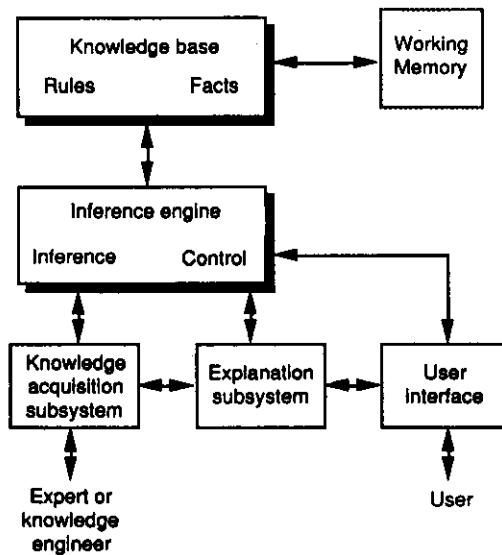 Knowledge base
Rules Facts
Working
Memory
Inference engine
Inference Control
Knowledge
acquisition
subsystem
Explanation
subsystem
User
interface
Expert or
knowledge
engineer
User